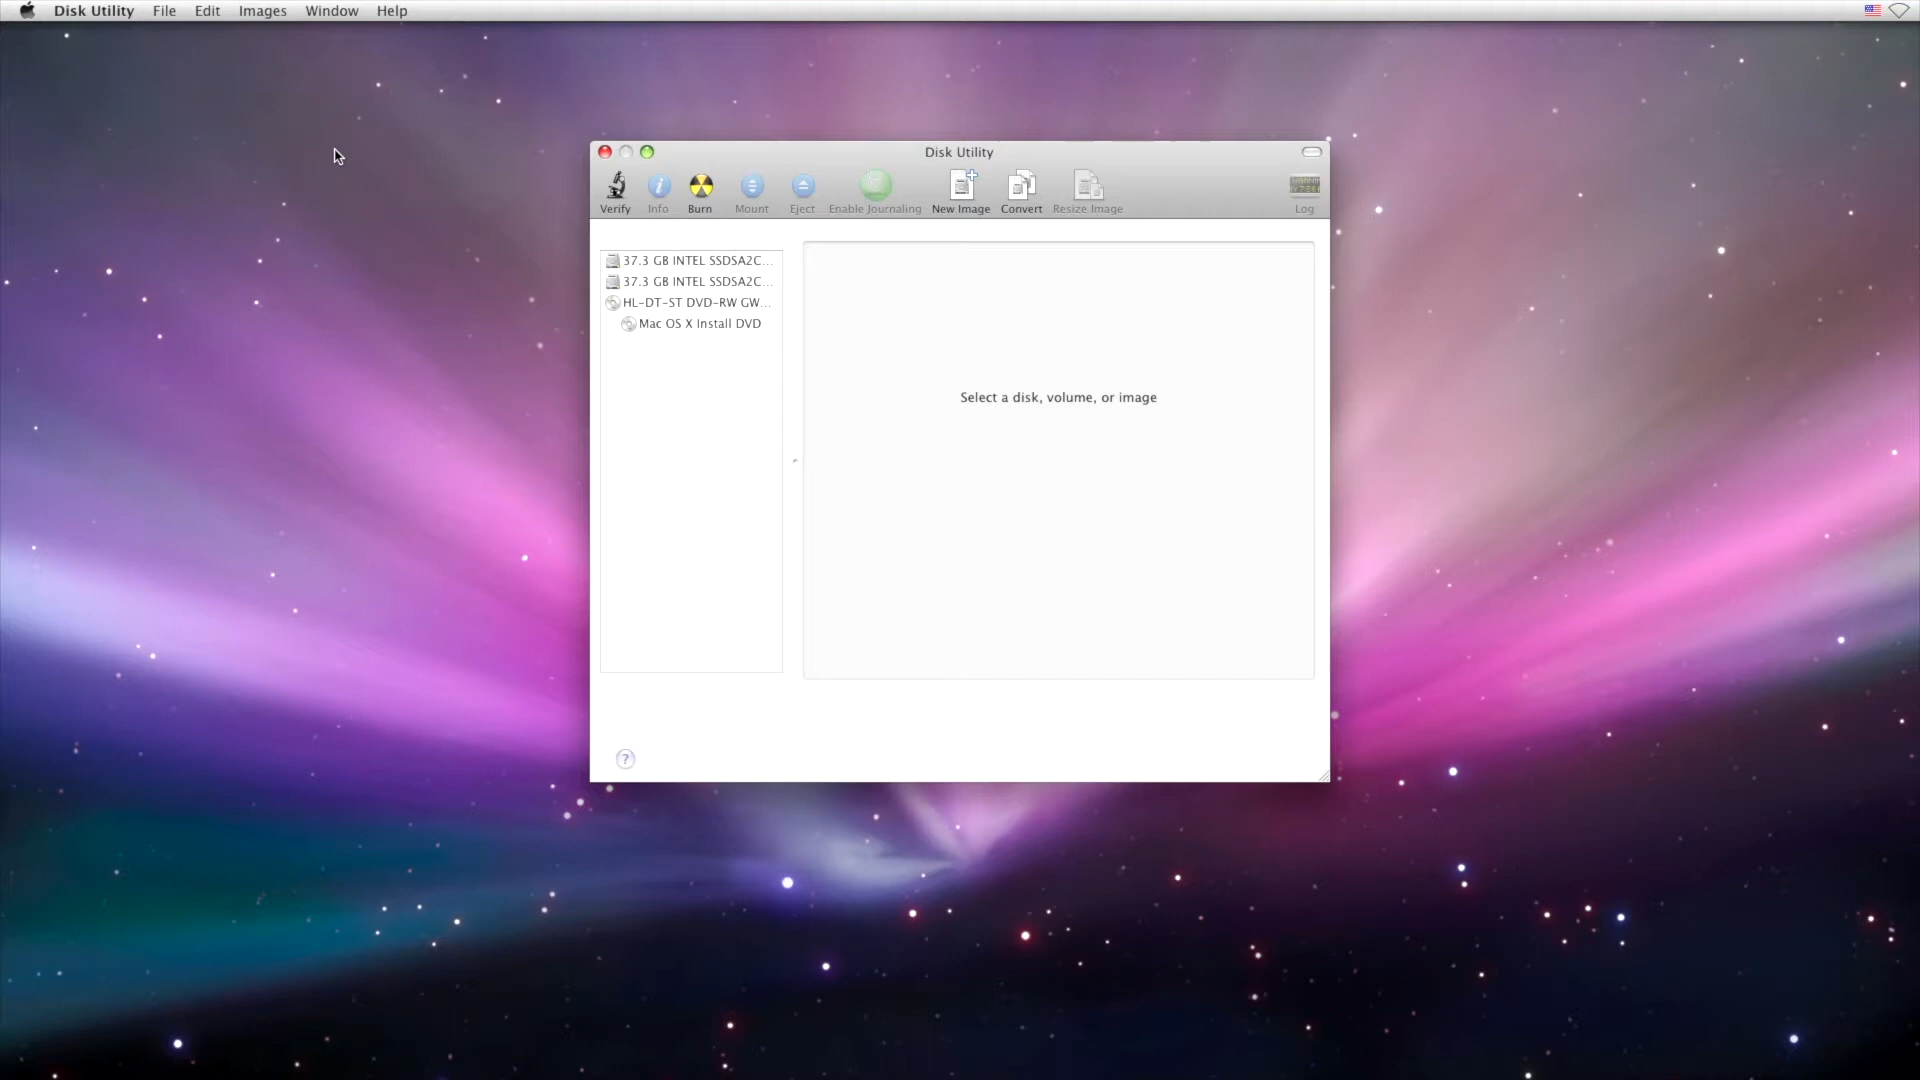 Disk Utility File Edit Images Window Help
Disk Utility
Verify Info Burn Mount Eject Enable Journaling New Image Convert Resize Image Log
37.3 GB INTEL SSDSA2C...
37.3 GB INTEL SSDSA2C...
HL-DT-ST DVD-RW GW...
Mac OS X Install DVD
Select a disk, volume, or image
?